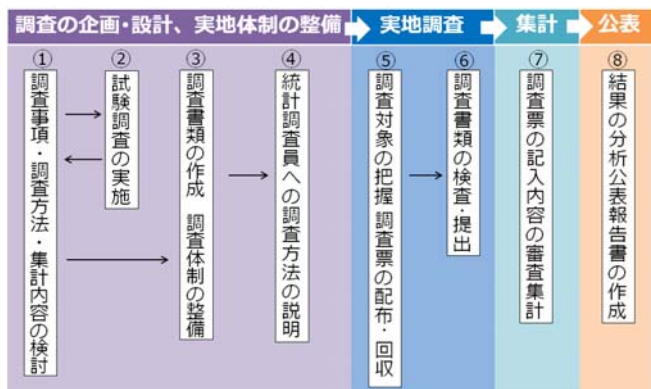 調査の企画・設計、実地体制の整備
実地調査
集計
公表
①
調査事項・調査方法・集計内容の検討
②
試験調査の実施
③
調査書類の作成 調査体制の整備
④
統計調査員への調査方法の説明
⑤
調査対象の把握 調査票の配布・回収
⑥
調査書類の検査・提出
⑦
調査票の記入内容の審査集計
⑧
結果の分析公表報告書の作成